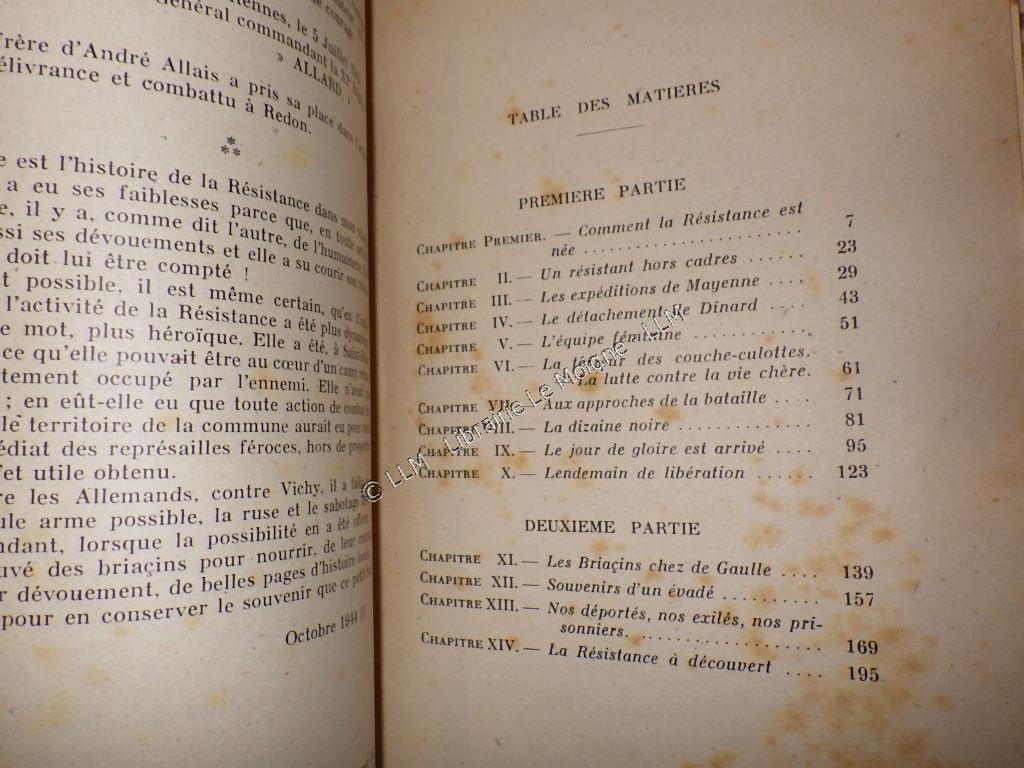 ennes, le 5 Juillet
Général commandant la XIe
» ALLARD. »
frère d'André Allais a pris sa place dans
élivrance et combattu à Redon.
*
**
e est l'histoire de la Résistance dans
a eu ses faiblesses parce que, en toute
e, il y a, comme dit l'autre, de l'humaine
ssi ses dévouements et elle a su courir son
doit lui être compté !
st possible, il est même certain, qu'en
l'activité de la Résistance a été plus
e mot, plus héroïque. Elle a été, à
ce qu'elle pouvait être au cœur d'un camp
tement occupé par l'ennemi. Elle n'avait
; en eût-elle eu que toute action de combat
le territoire de la commune aurait eu pour
édiat des représailles féroces, hors de
fet utile obtenu.
re les Allemands, contre Vichy, il a
ule arme possible, la ruse et le sabotage
ndant, lorsque la possibilité en a été
uvé des briaçins pour nourrir, de leur
r dévouement, de belles pages d'histoire
pour en conserver le souvenir que ce petit
Octobre 1944
TABLE DES MATIERES
PREMIERE PARTIE
CHAPITRE PREMIER. — Comment la Résistance est
née .................... 7
CHAPITRE II. — Un résistant hors cadres ...... 23
CHAPITRE III. — Les expéditions de Mayenne .... 29
CHAPITRE IV. — Le détachement de Dinard .... 43
CHAPITRE V. — L'équipe féminine ........... 51
CHAPITRE VI. — La terreur des couche-culottes.
La lutte contre la vie chère. 61
CHAPITRE VII. — Aux approches de la bataille .... 71
CHAPITRE VIII. — La dizaine noire ............ 81
CHAPITRE IX. — Le jour de gloire est arrivé .... 95
CHAPITRE X. — Lendemain de libération ...... 123
DEUXIEME PARTIE
CHAPITRE XI. — Les Briaçins chez de Gaulle .... 139
CHAPITRE XII. — Souvenirs d'un évadé .......... 157
CHAPITRE XIII. — Nos déportés, nos exilés, nos pri-
sonniers. ................ 169
CHAPITRE XIV. — La Résistance à découvert .... 195
© LLM - Librairie Le Morigne - LLM